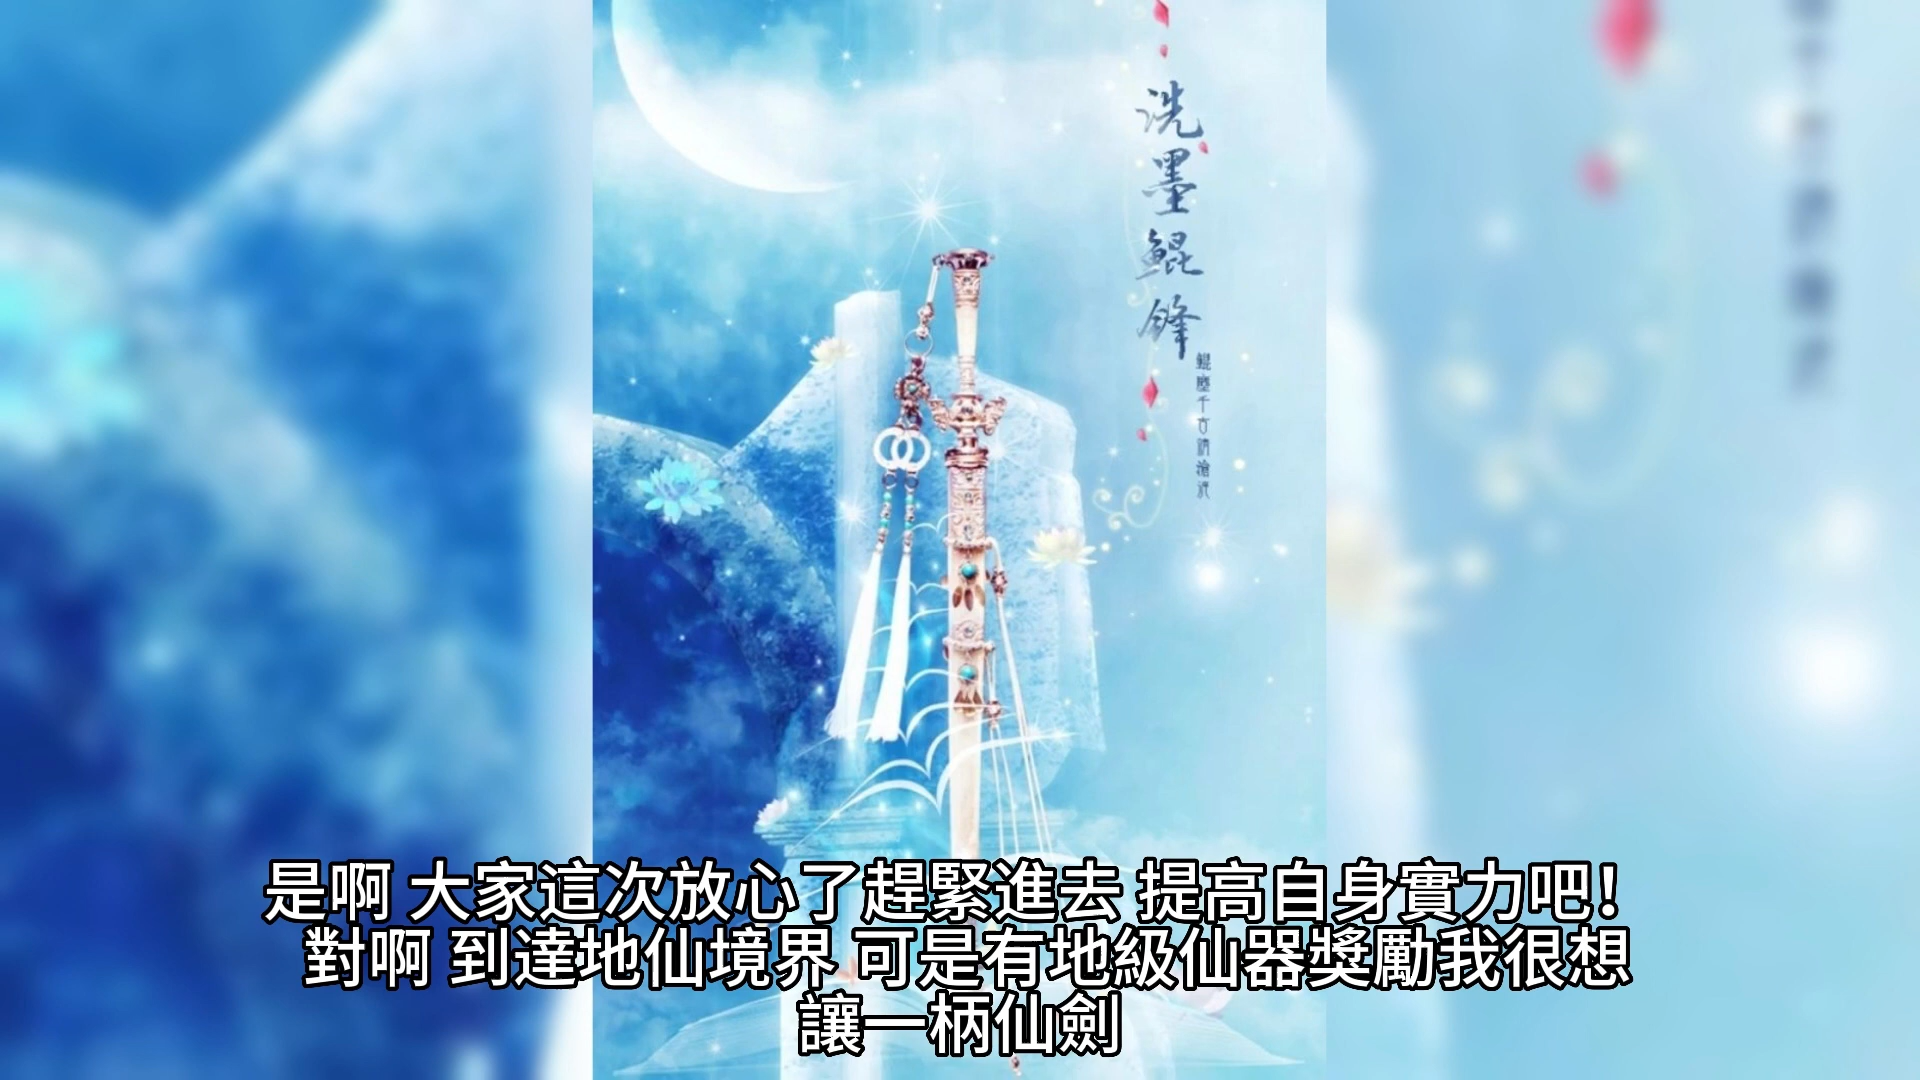 洗墨鲲鋒
是啊 大家這次放心了趕緊進去 提高自身實力吧!
對啊 到達地仙境界 可是有地級仙器獎勵我很想
讓一柄仙劍